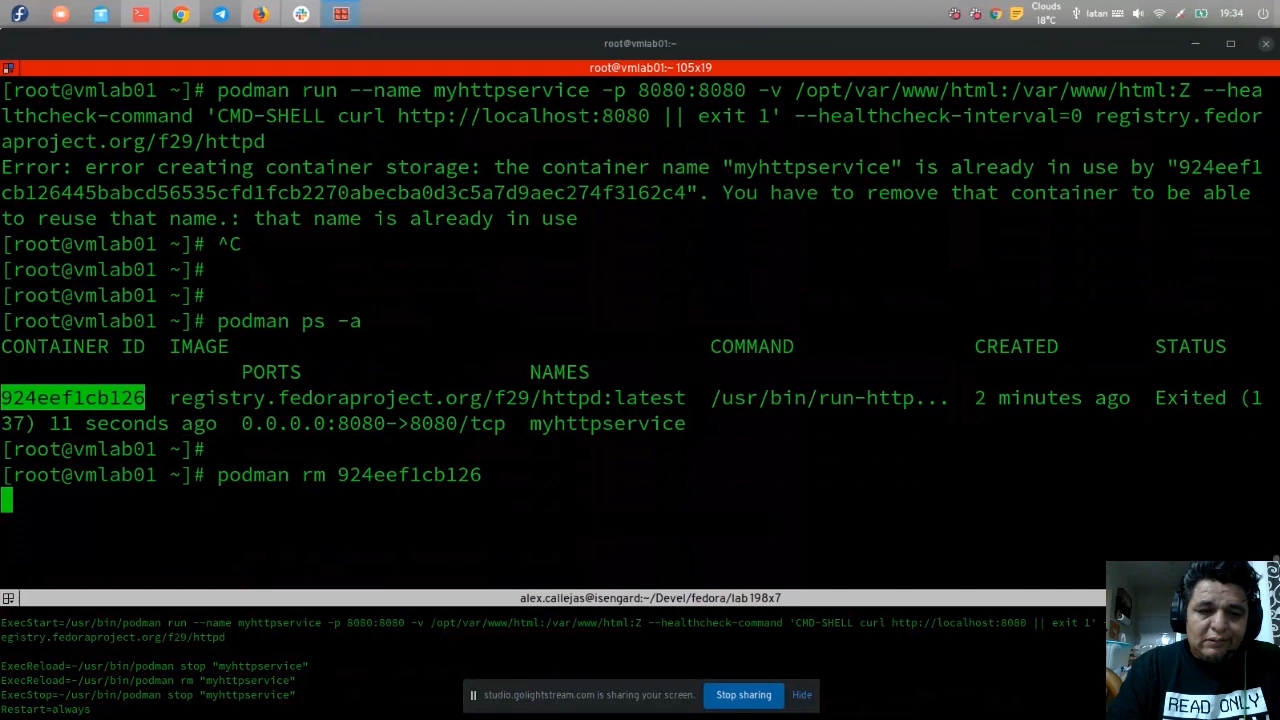 Clouds
18°C
latan
19:34
root@vmlab01:~
root@vmlab01:~ 105x19
[root@vmlab01 ~]# podman run --name myhttpservice -p 8080:8080 -v /opt/var/www/html:/var/www/html:Z --hea
lthcheck-command 'CMD-SHELL curl http://localhost:8080 || exit 1' --healthcheck-interval=0 registry.fedor
aproject.org/f29/httpd
Error: error creating container storage: the container name "myhttpservice" is already in use by "924eef1
cb126445babcd56535cfd1fcb2270abecba0d3c5a7d9aec274f3162c4". You have to remove that container to be able
to reuse that name.: that name is already in use
[root@vmlab01 ~]# ^C
[root@vmlab01 ~]#
[root@vmlab01 ~]#
[root@vmlab01 ~]# podman ps -a
CONTAINER ID IMAGE COMMAND CREATED STATUS
PORTS NAMES
924eef1cb126 registry.fedoraproject.org/f29/httpd:latest /usr/bin/run-http... 2 minutes ago Exited (1
37) 11 seconds ago 0.0.0.0:8080->8080/tcp myhttpservice
[root@vmlab01 ~]#
[root@vmlab01 ~]# podman rm 924eef1cb126
alex.callejas@isengard:~/Devel/fedora/lab 198x7
ExecStart=/usr/bin/podman run --name myhttpservice -p 8080:8080 -v /opt/var/www/html:/var/www/html:Z --healthcheck-command 'CMD-SHELL curl http://localhost:8080 || exit 1' -
egistry.fedoraproject.org/f29/httpd
ExecReload=-/usr/bin/podman stop "myhttpservice"
ExecReload=-/usr/bin/podman rm "myhttpservice"
ExecStop=-/usr/bin/podman stop "myhttpservice"
Restart=always
studio.golightstream.com is sharing your screen.
Stop sharing
Hide
READ ONLY